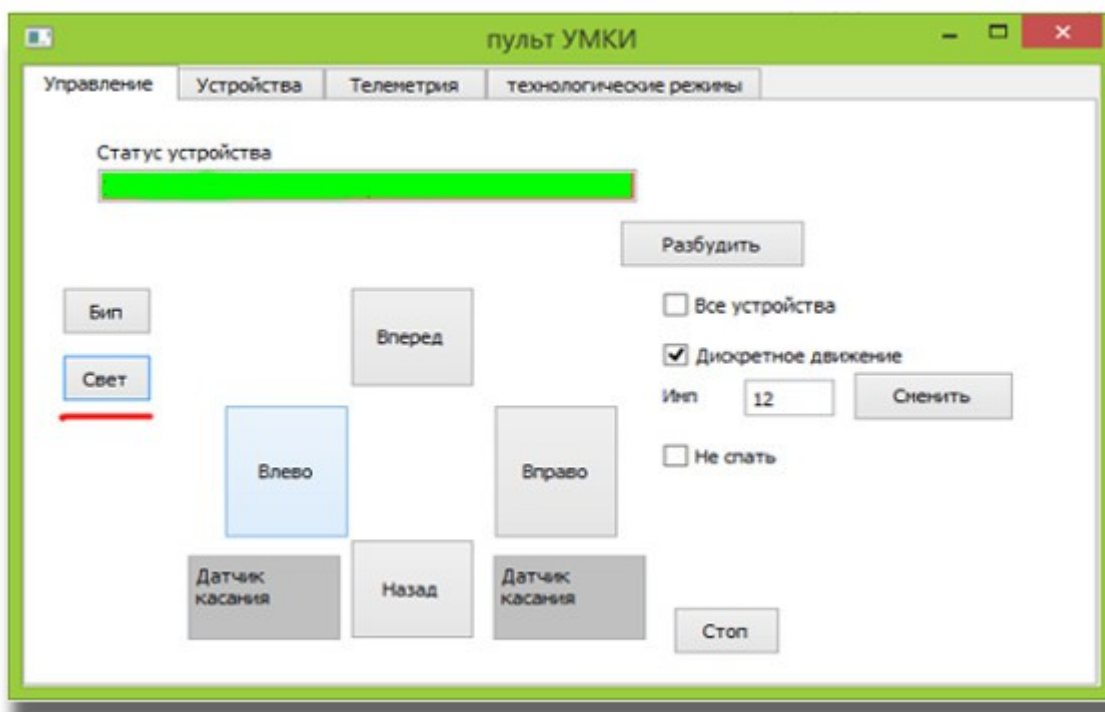 пульт УМКИ
Управление Устройства Телеметрия технологические режимы
Статус устройства
Разбудить
Бип
Вперед
Все устройства
Свет
Дискретное движение
Имп 12 Сменить
Влево
Вправо
Не спать
Датчик
касания
Назад
Датчик
касания
Стоп